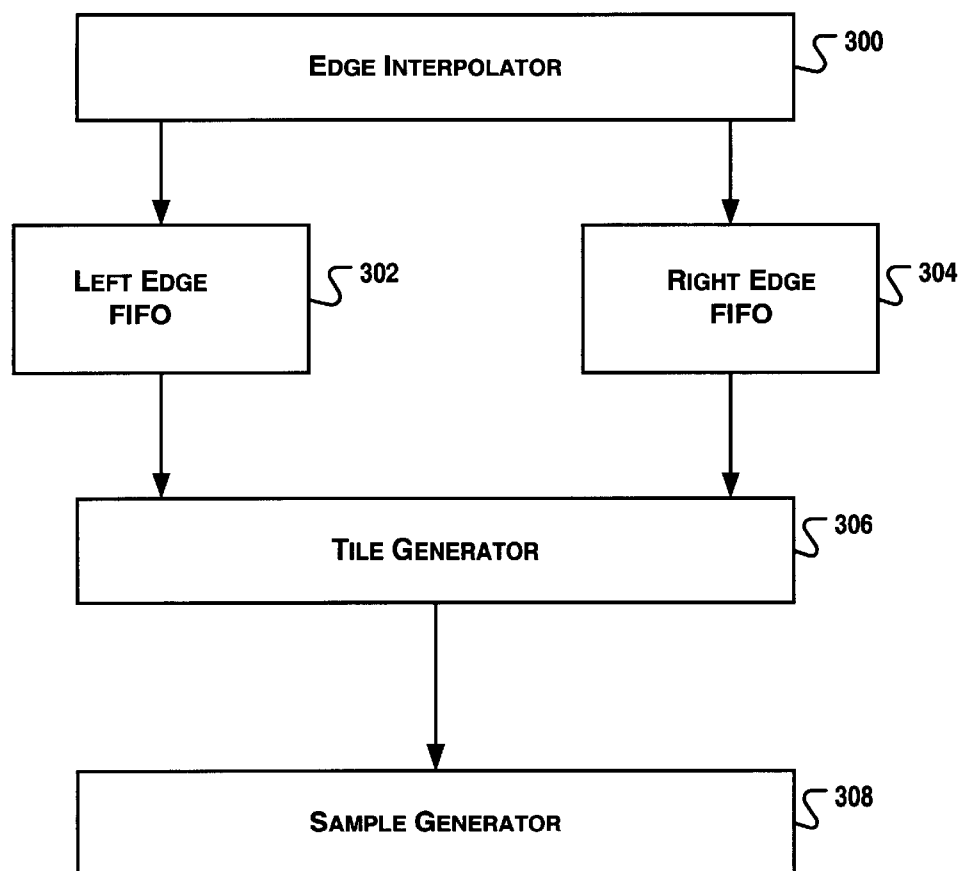 EDGE INTERPOLATOR
300
LEFT EDGE
FIFO
302
RIGHT EDGE
FIFO
304
TILE GENERATOR
306
SAMPLE GENERATOR
308